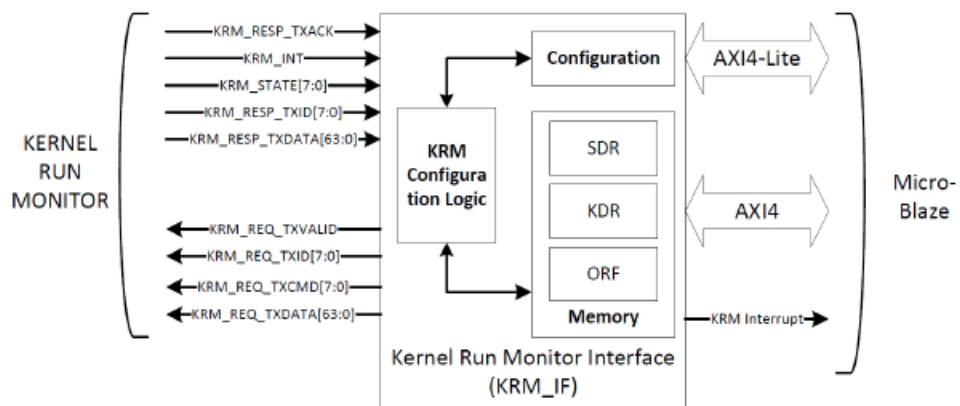 KRM_RESP_TXACK
KRM_INT
KRM_STATE[7:0]
KRM_RESP_TXID[7:0]
KRM_RESP_TXDATA[63:0]
KERNEL
RUN
MONITOR
KRM_REQ_TXVALID
KRM_REQ_TXID[7:0]
KRM_REQ_TXCMD[7:0]
KRM_REQ_TXDATA[63:0]
KRM
Configura
tion Logic
Configuration
SDR
KDR
ORF
Memory
AXI4-Lite
AXI4
KRM Interrupt
Micro-
Blaze
Kernel Run Monitor Interface
(KRM_IF)